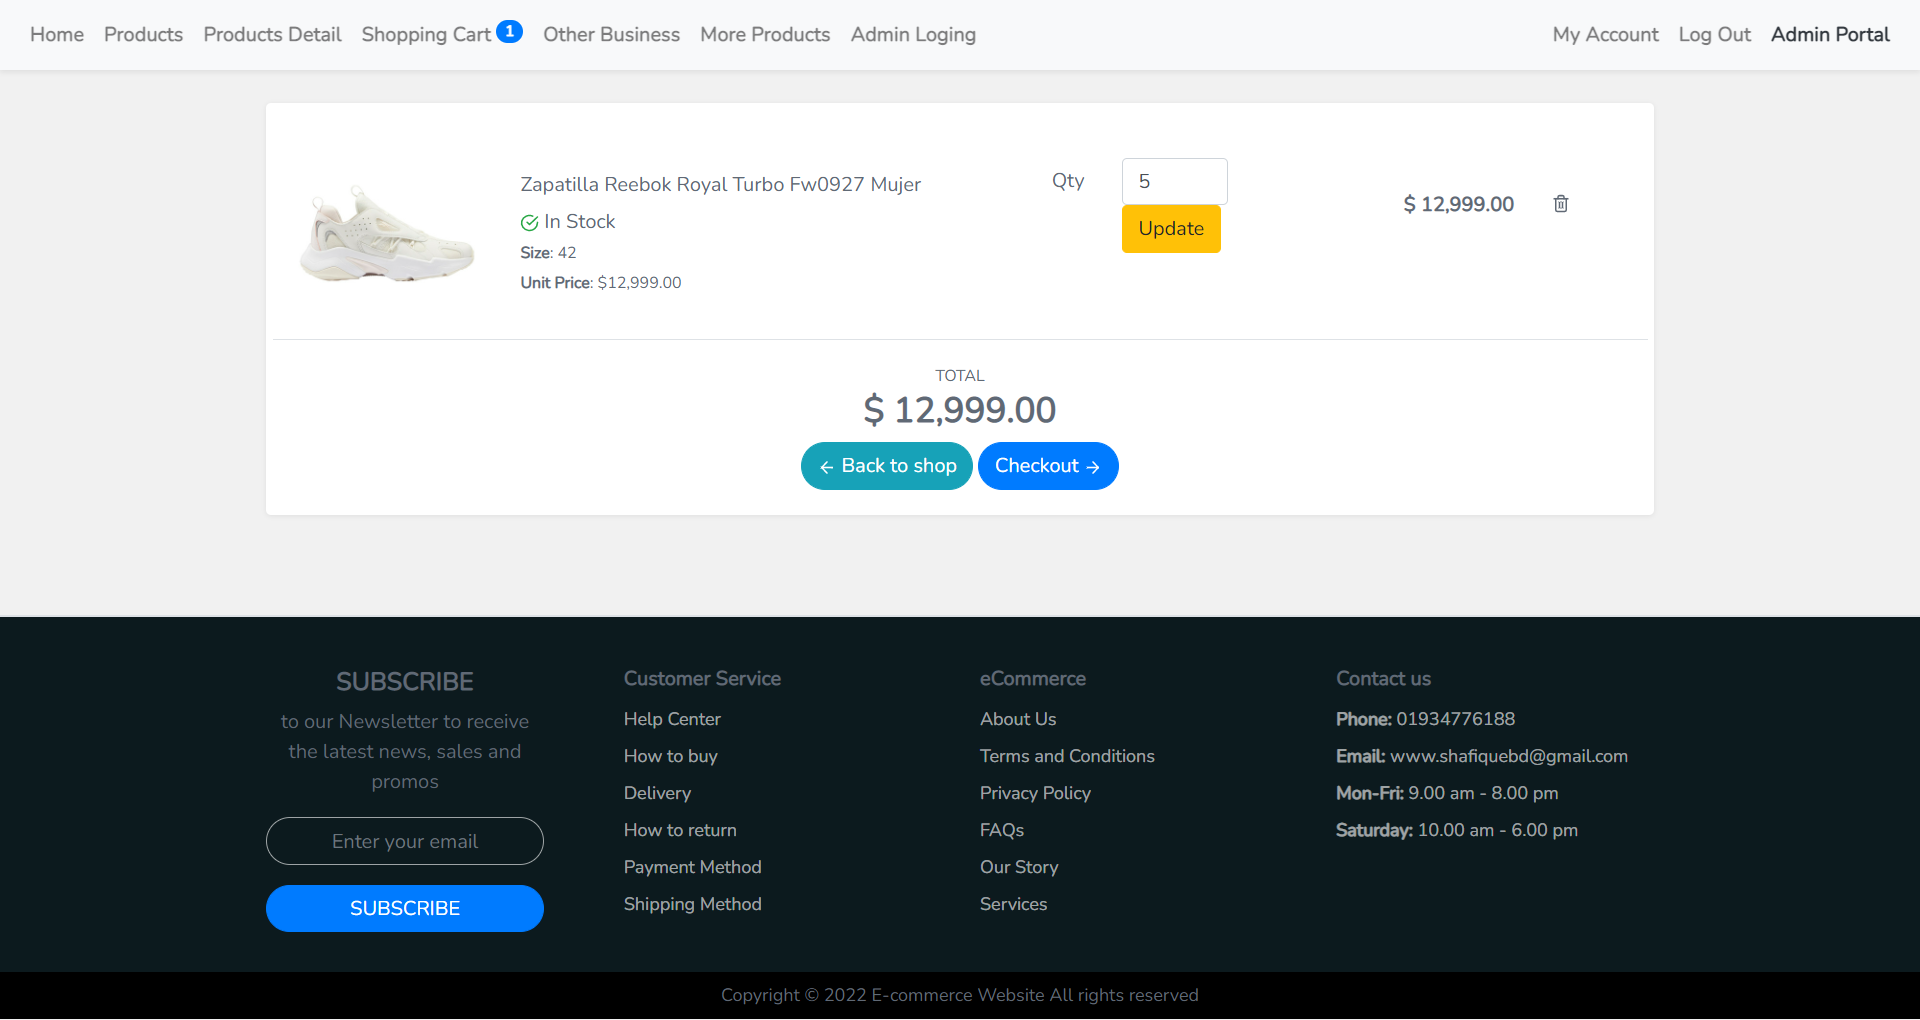 Home Products Products Detail Shopping Cart 1 Other Business More Products Admin Loging My Account Log Out Admin Portal
Zapatilla Reebok Royal Turbo Fw0927 Mujer
In Stock
Size: 42
Unit Price: $12,999.00
Qty 5
Update
$ 12,999.00
TOTAL
$ 12,999.00
← Back to shop Checkout →
SUBSCRIBE
to our Newsletter to receive
the latest news, sales and
promos
Enter your email
SUBSCRIBE
Customer Service
Help Center
How to buy
Delivery
How to return
Payment Method
Shipping Method
eCommerce
About Us
Terms and Conditions
Privacy Policy
FAQs
Our Story
Services
Contact us
Phone: 01934776188
Email: www.shafiquebd@gmail.com
Mon-Fri: 9.00 am - 8.00 pm
Saturday: 10.00 am - 6.00 pm
Copyright © 2022 E-commerce Website All rights reserved